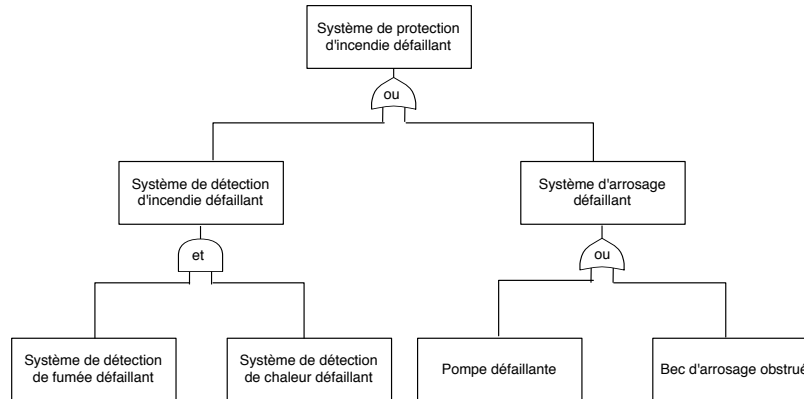 Système de protection
d'incendie défaillant
ou
Système de détection
d'incendie défaillant
Système d'arrosage
défaillant
et
ou
Système de détection
de fumée défaillant
Système de détection
de chaleur défaillant
Pompe défaillante
Bec d'arrosage obstrué